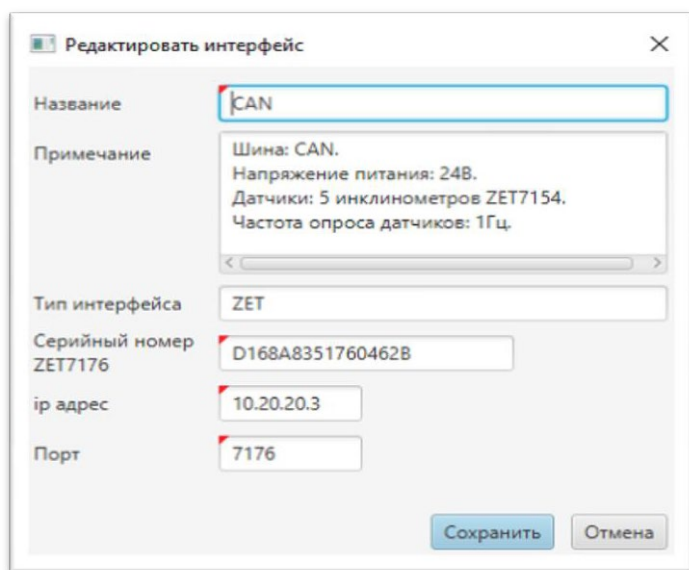 Редактировать интерфейс
Название
CAN
Примечание
Шина: CAN.
Напряжение питания: 24В.
Датчики: 5 инклинометров ZET7154.
Частота опроса датчиков: 1Гц.
Тип интерфейса
ZET
Серийный номер
ZET7176
D168A8351760462B
ip адрес
10.20.20.3
Порт
7176
Сохранить
Отмена